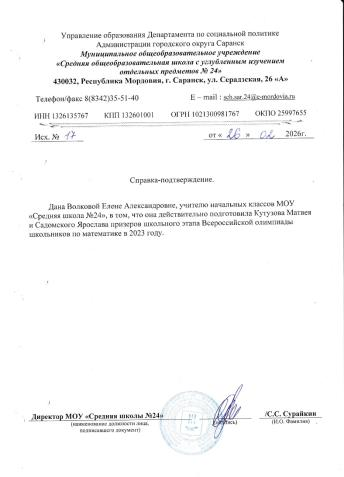 Управление образования Департамента по социальной политике
Администрации городского округа Саранск
Муниципальное общеобразовательное учреждение
«Средняя общеобразовательная школа с углубленным изучением
отдельных предметов № 24»
430032, Республика Мордовия, г. Саранск, ул. Серадзская, 26 «А»
Телефон/факс 8(8342)35-51-40 E – mail : sch.sar.24@e-mordovia.ru
ИНН 1326135767 КПП 132601001 ОГРН 1021300981767 ОКПО 25997655
Исх. № 17 от « 26 » 02 2026г.
Справка-подтверждение.
Дана Волковой Елене Александровне, учителю начальных классов МОУ
«Средняя школа №24», в том, что она действительно подготовила Кутузова Матвея
и Садомского Ярослава призеров школьного этапа Всероссийской олимпиады
школьников по математике в 2023 году.
Директор МОУ «Средняя школы №24» /С.С. Сурайкин
(наименование должности лица, (подпись) (И.О. Фамилия)
подписавшего документ)